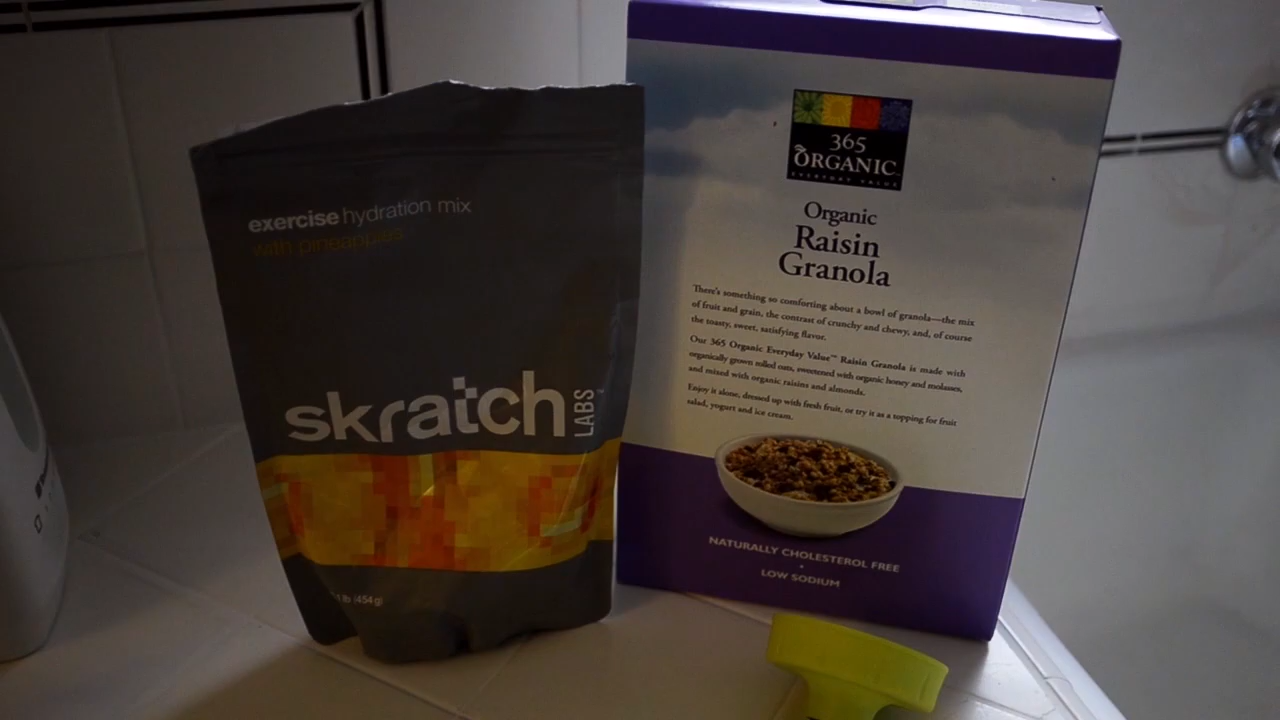 exercise hydration mix
with pineapples
skratch
LABS
1 lb (454g)
365
ORGANIC
EVERYDAY VALUE
Organic
Raisin
Granola
There's something so comforting about a bowl of granola—the mix
of fruit and grain, the contrast of crunchy and chewy, and, of course
the toasty, sweet, satisfying flavor.
Our 365 Organic Everyday Value™ Raisin Granola is made with
organically grown rolled oats, sweetened with organic honey and molasses,
and mixed with organic raisins and almonds.
Enjoy it alone, dressed up with fresh fruit, or try it as a topping for fruit
salad, yogurt and ice cream.
NATURALLY CHOLESTEROL FREE
•
LOW SODIUM